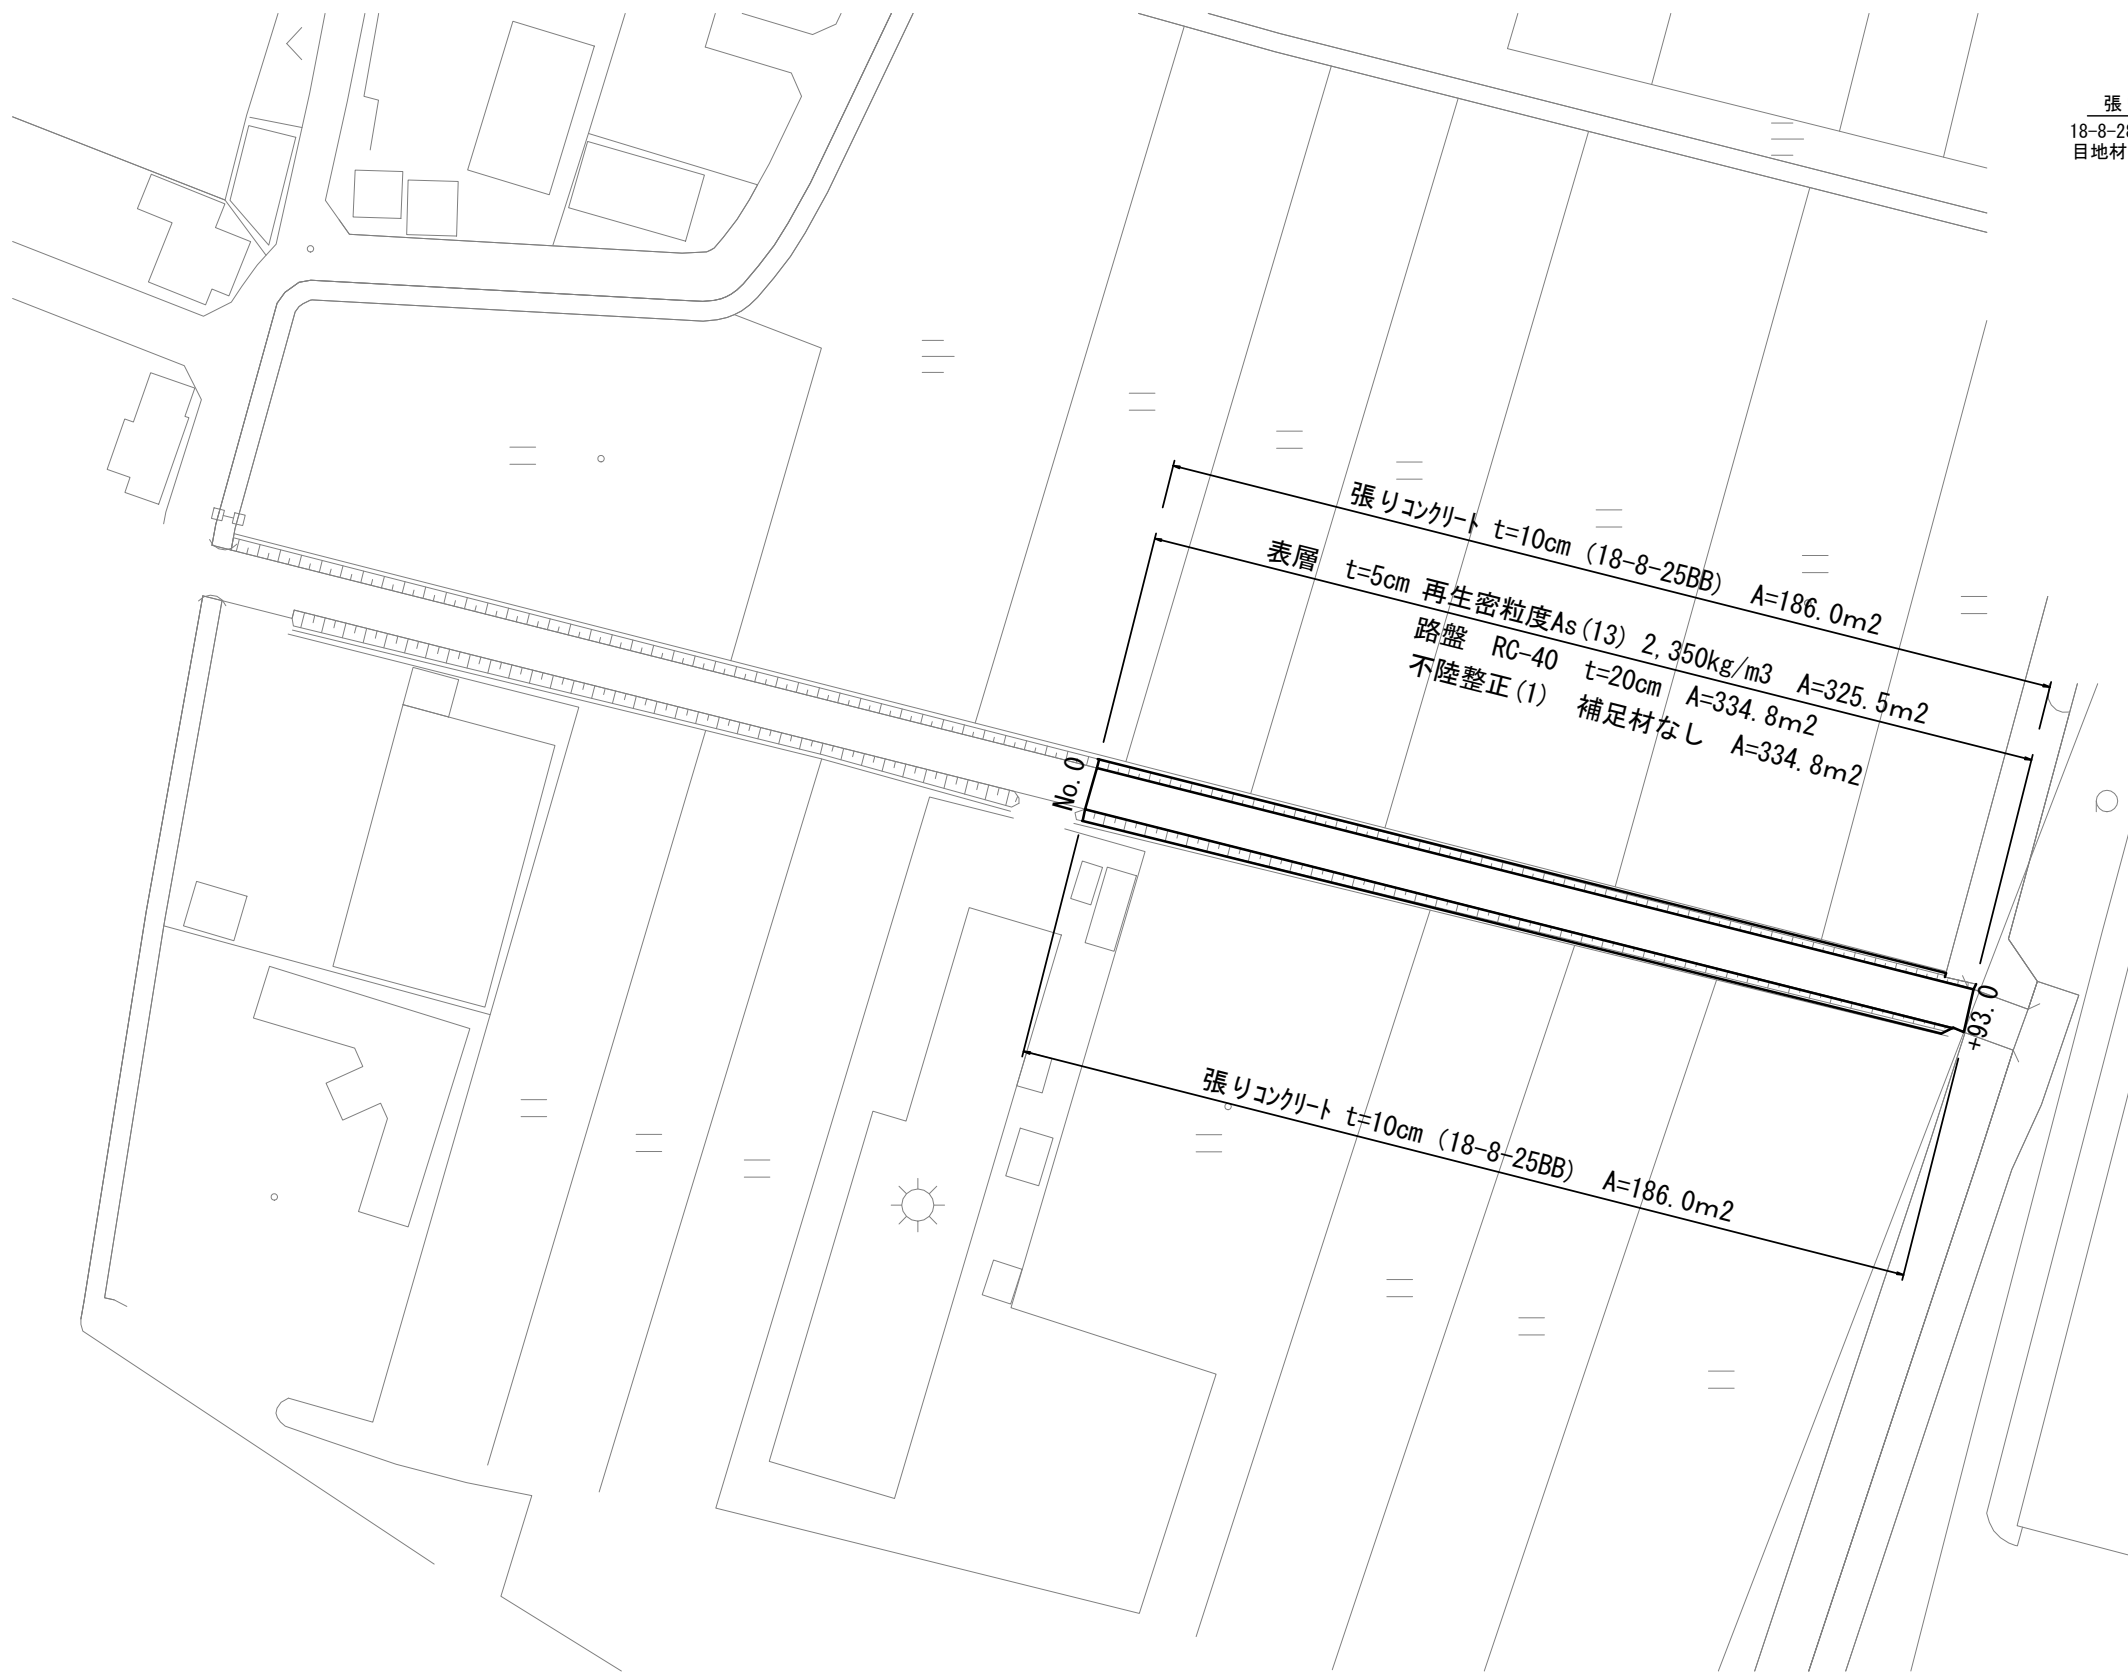 張
18-8-28
目地材
張りコンクリート t=10cm (18-8-25BB) A=186.0m2
表層 t=5cm 再生密粒度As(13) 2,350kg/m3 A=325.5m2
路盤 RC-40 t=20cm A=334.8m2
不陸整正(1) 補足材なし A=334.8m2
No.0
+93.0
張りコンクリート t=10cm (18-8-25BB) A=186.0m2